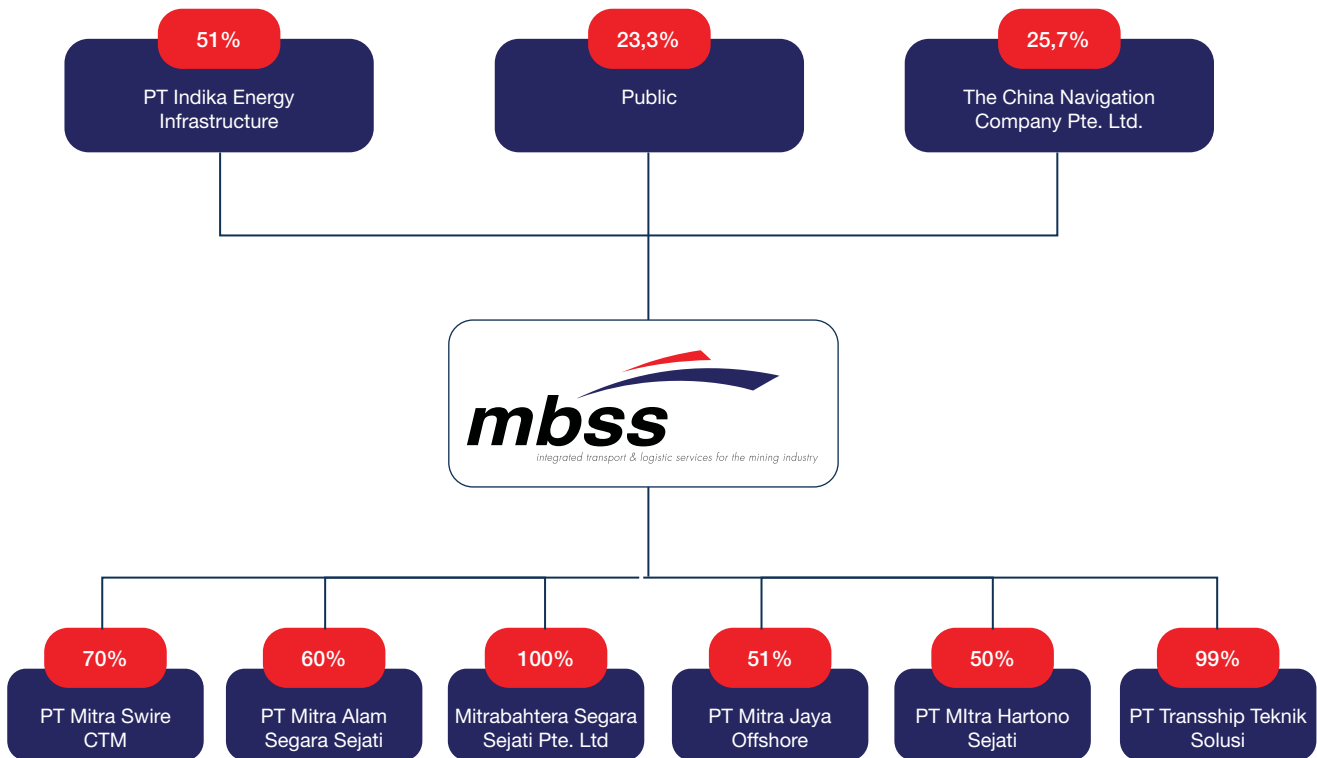 51%
PT Indika Energy
Infrastructure
23,3%
Public
25,7%
The China Navigation
Company Pte. Ltd.
mbss
integrated transport & logistic services for the mining industry
70%
PT Mitra Swire
CTM
60%
PT Mitra Alam
Segara Sejati
100%
Mitrabahtera Segara
Sejati Pte. Ltd
51%
PT Mitra Jaya
Offshore
50%
PT MItra Hartono
Sejati
99%
PT Transship Teknik
Solusi